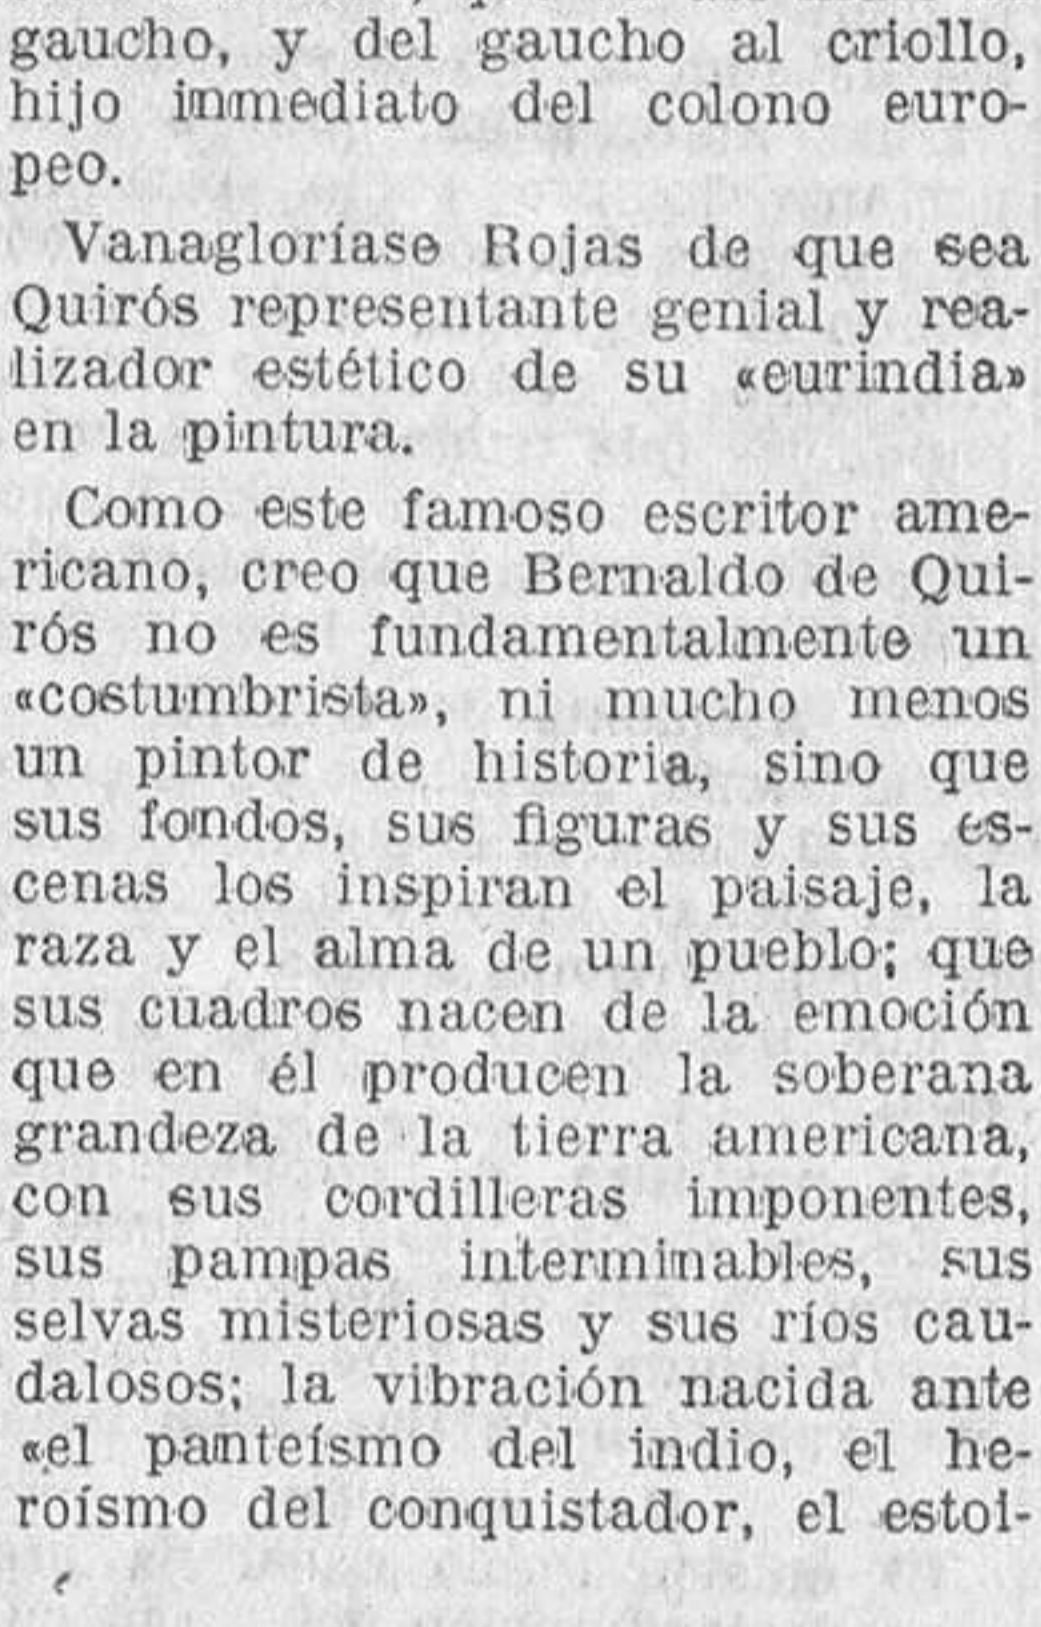 gaucho, y del gaucho al criollo,
hijo inmediato del colono euro-
peo.
Vanagloríase Rojas de que sea
Quirós representante genial y rea-
lizador estético de su «eurindia»
en la pintura.
Como este famoso escritor ame-
ricano, creo que Bernaldo de Qui-
rós no es fundamentalmente un
«costumbrista», ni mucho menos
un pintor de historia, sino que
sus fondos, sus figuras y sus es-
cenas los inspiran el paisaje, la
raza y el alma de un pueblo; que
sus cuadros nacen de la emoción
que en él producen la soberana
grandeza de la tierra americana,
con sus cordilleras imponentes,
sus pampas interminables, sus
selvas misteriosas y sus ríos cau-
dalosos; la vibración nacida ante
«el panteísmo del indio, el he-
roísmo del conquistador, el estoi-